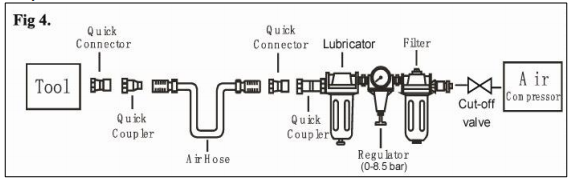 Fig 4.
Quick
Connector
Quick
Connector
Lubricator
Filter
Tool
Air
Compressor
Quick
Coupler
Quick
Coupler
Cut-off
valve
Air Hose
Regulator
(0-8.5 bar)